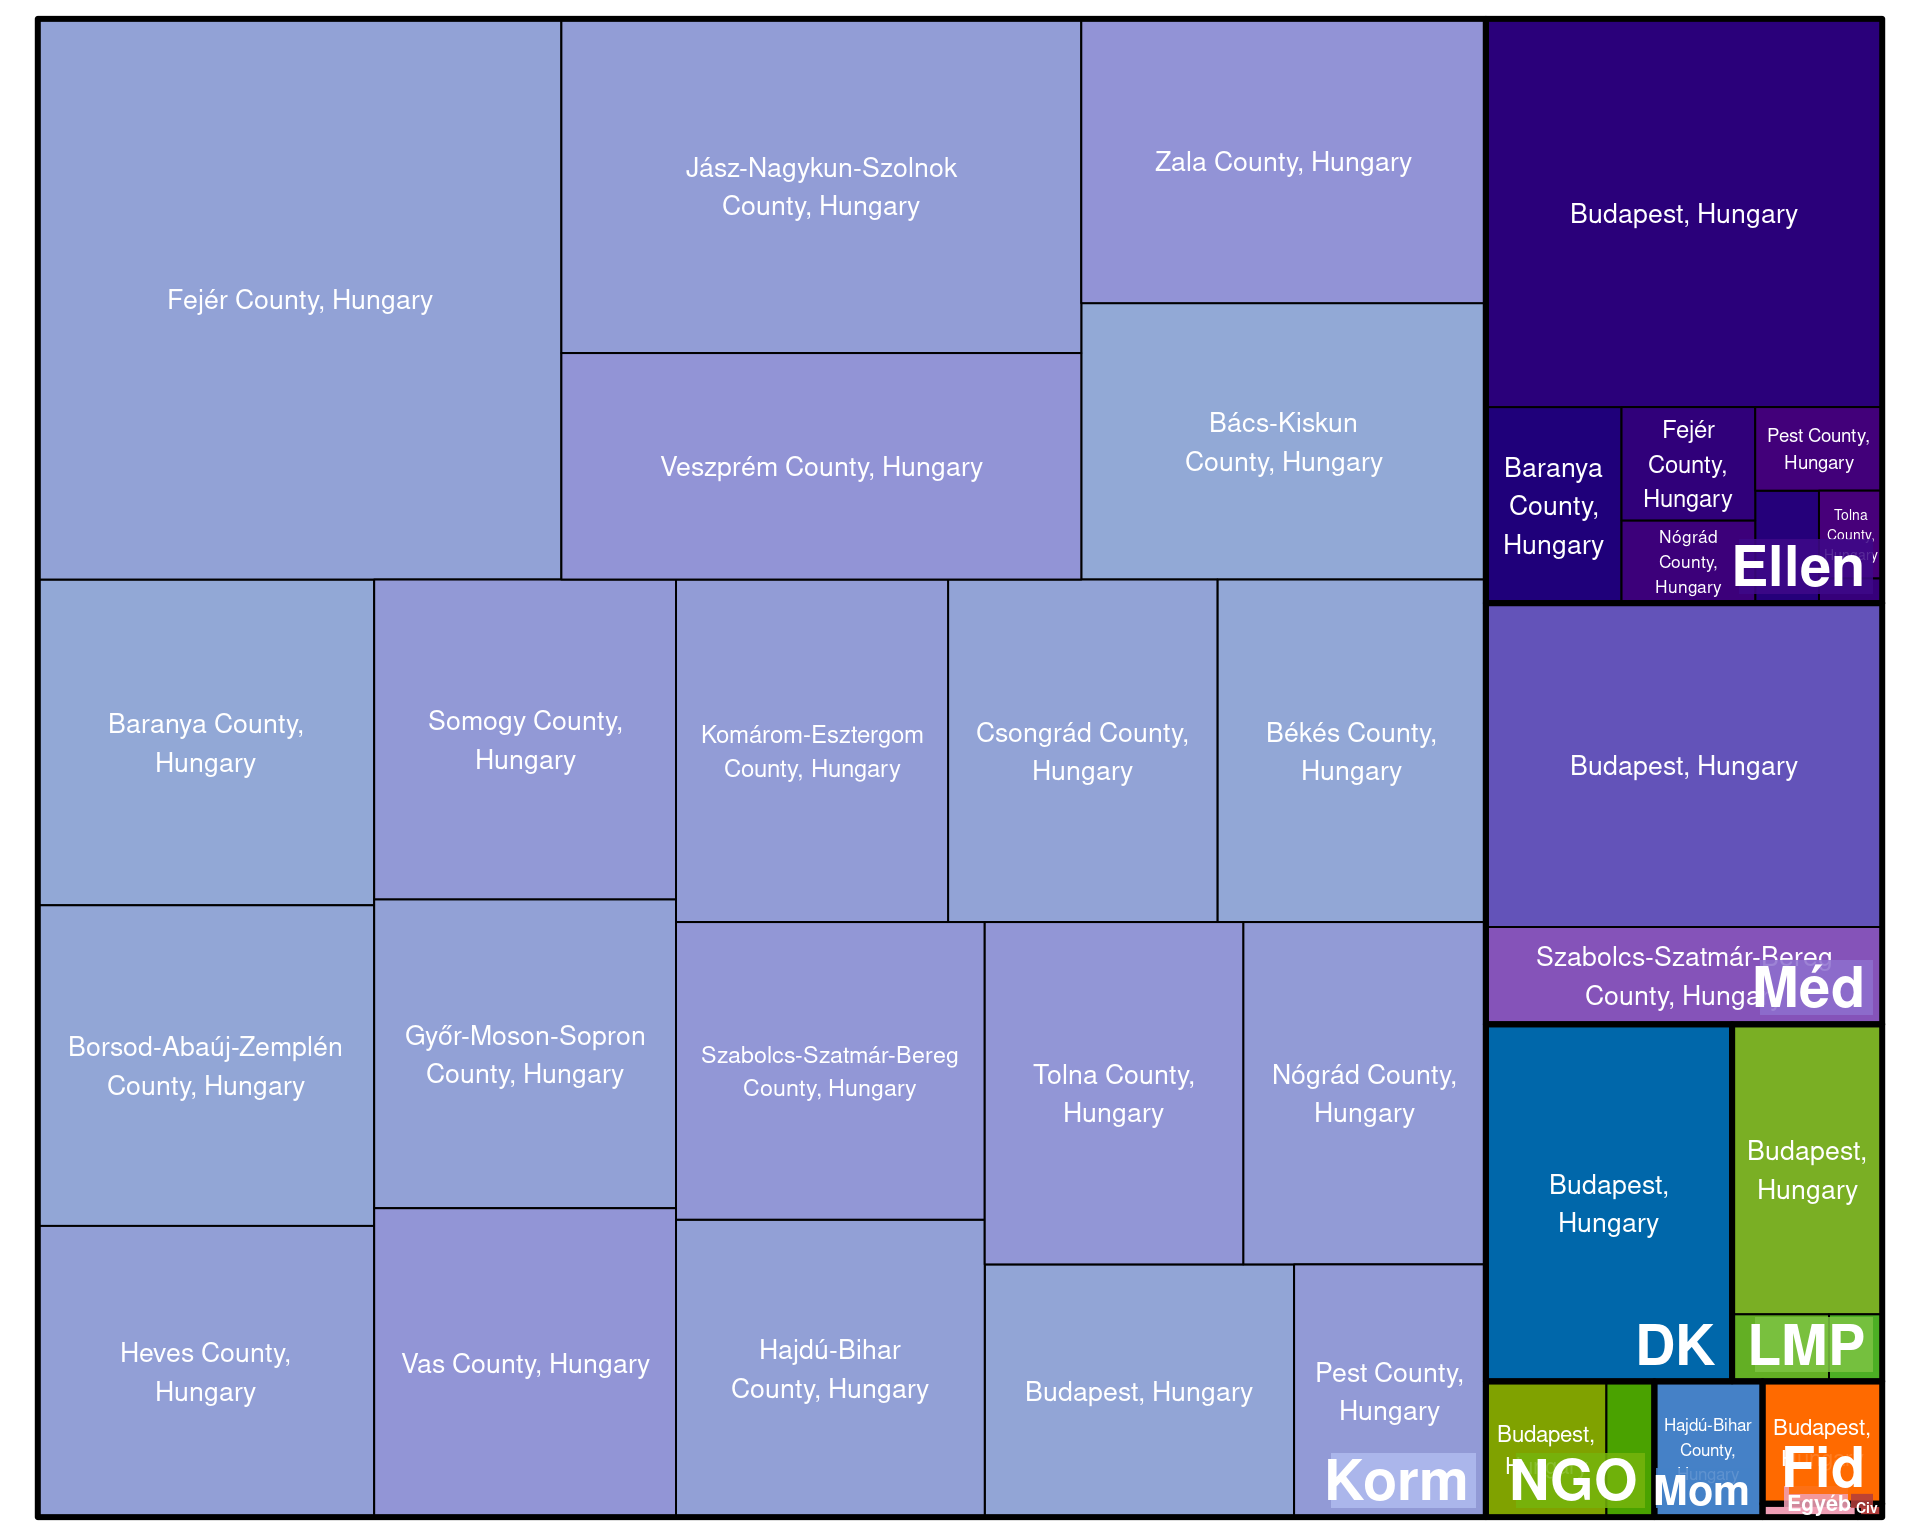 Fejér County, Hungary
Jász-Nagykun-Szolnok
County, Hungary
Veszprém County, Hungary
Zala County, Hungary
Bács-Kiskun
County, Hungary
Baranya County,
Hungary
Borsod-Abaúj-Zemplén
County, Hungary
Heves County,
Hungary
Somogy County,
Hungary
Győr-Moson-Sopron
County, Hungary
Vas County, Hungary
Komárom-Esztergom
County, Hungary
Csongrád County,
Hungary
Békés County,
Hungary
Szabolcs-Szatmár-Bereg
County, Hungary
Hajdú-Bihar
County, Hungary
Tolna County,
Hungary
Nógrád County,
Hungary
Budapest, Hungary
Pest County,
Hungary
Korm
Budapest, Hungary
Baranya
County,
Hungary
Fejér
County,
Hungary
Nógrád
County,
Hungary
Pest County,
Hungary
Tolna
County,
Hungary
Ellen
Budapest, Hungary
Szabolcs-Szatmár-Bereg
County, Hungary
Méd
Budapest,
Hungary
DK
Budapest,
Hungary
LMP
Budapest,
NGO
Hajdú-Bihar
County,
Hungary
Mom
Budapest,
Fid
Egyéb
Civ